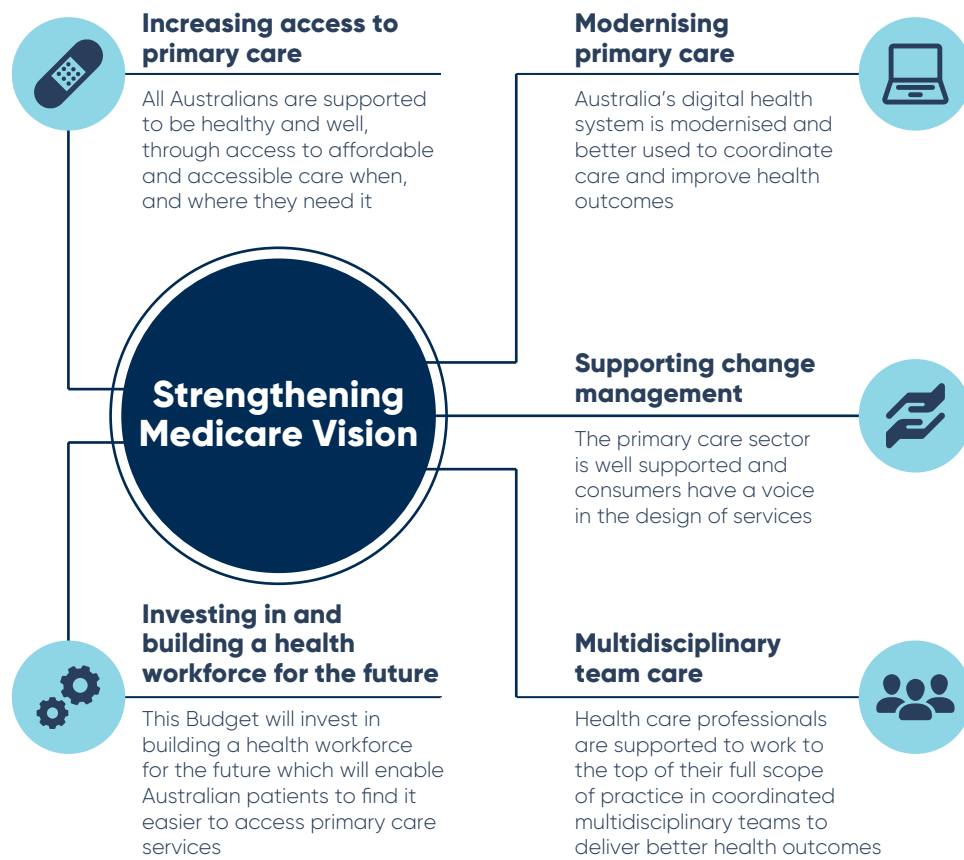 Increasing access to
primary care
All Australians are supported
to be healthy and well,
through access to affordable
and accessible care when,
and where they need it
Modernising
primary care
Australia’s digital health
system is modernised and
better used to coordinate
care and improve health
outcomes
Strengthening
Medicare Vision
Supporting change
management
The primary care sector
is well supported and
consumers have a voice
in the design of services
Investing in and
building a health
workforce for the future
This Budget will invest in
building a health workforce
for the future which will enable
Australian patients to find it
easier to access primary care
services
Multidisciplinary
team care
Health care professionals
are supported to work to
the top of their full scope
of practice in coordinated
multidisciplinary teams to
deliver better health outcomes